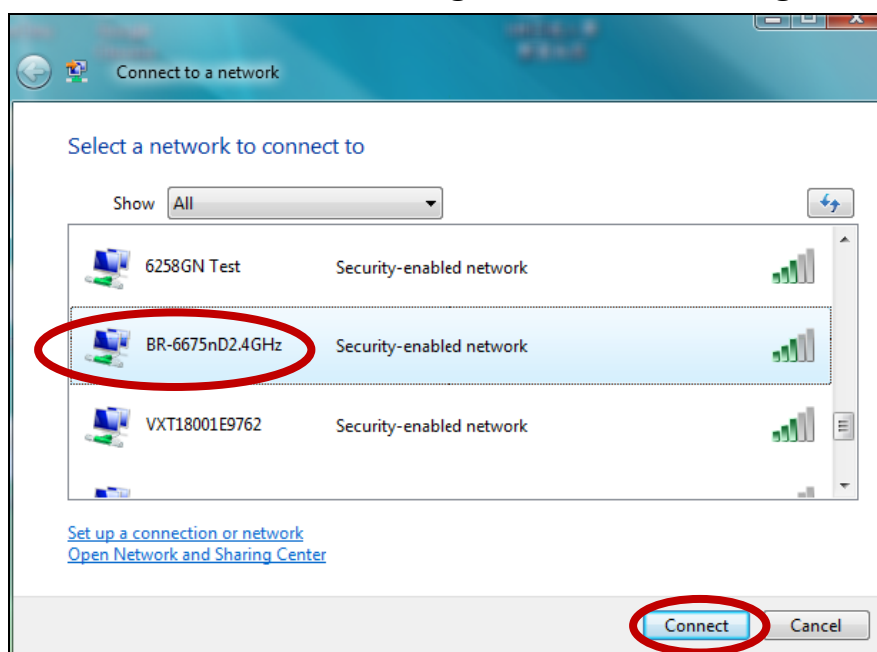 Connect to a network
Select a network to connect to
Show All
6258GN Test Security-enabled network
BR-6675nD2.4GHz Security-enabled network
VXT18001E9762 Security-enabled network
Set up a connection or network
Open Network and Sharing Center
Connect Cancel